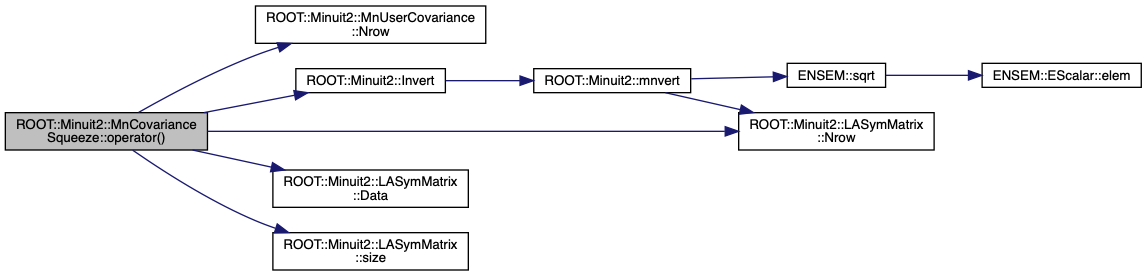 ROOT::Minuit2::MnUserCovariance
::Nrow
ROOT::Minuit2::Invert
ROOT::Minuit2::mnvert
ENSEM::sqrt
ENSEM::EScalar::elem
ROOT::Minuit2::MnCovariance
Squeeze::operator()
ROOT::Minuit2::LASymMatrix
::Nrow
ROOT::Minuit2::LASymMatrix
::Data
ROOT::Minuit2::LASymMatrix
::size